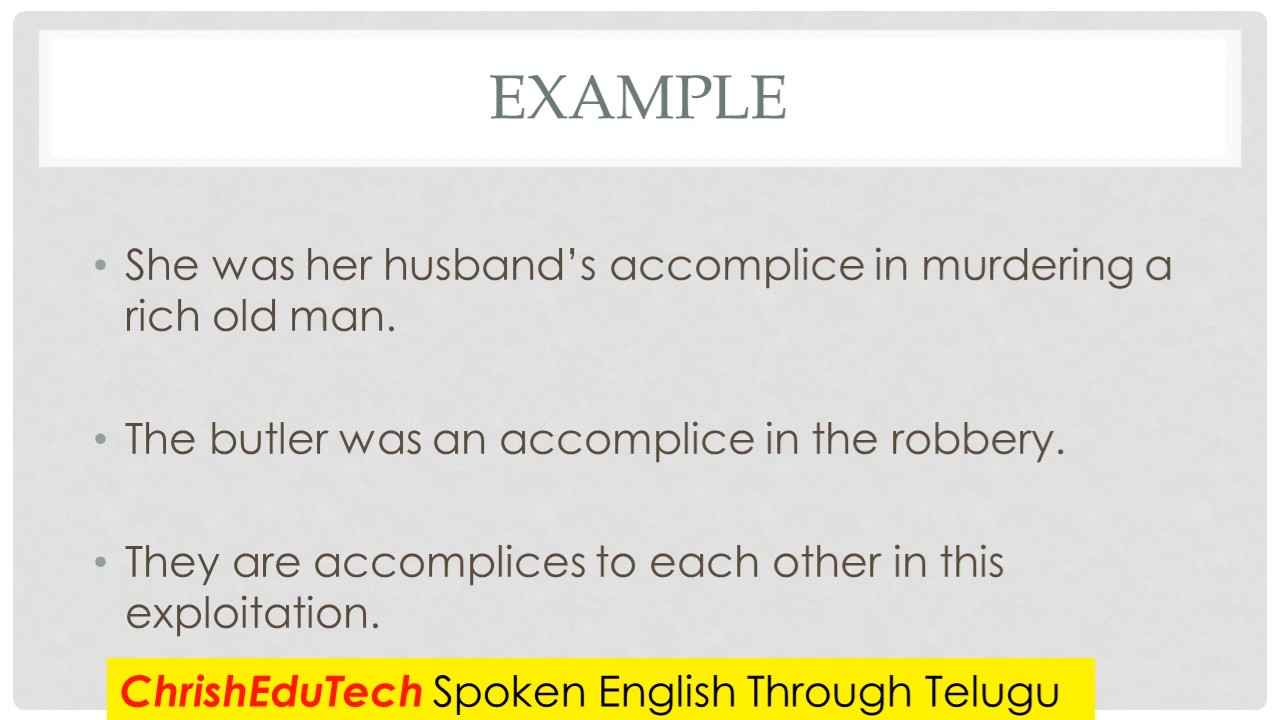 EXAMPLE
• She was her husband’s accomplice in murdering a
rich old man.
• The butler was an accomplice in the robbery.
• They are accomplices to each other in this
exploitation.
ChrishEduTech Spoken English Through Telugu